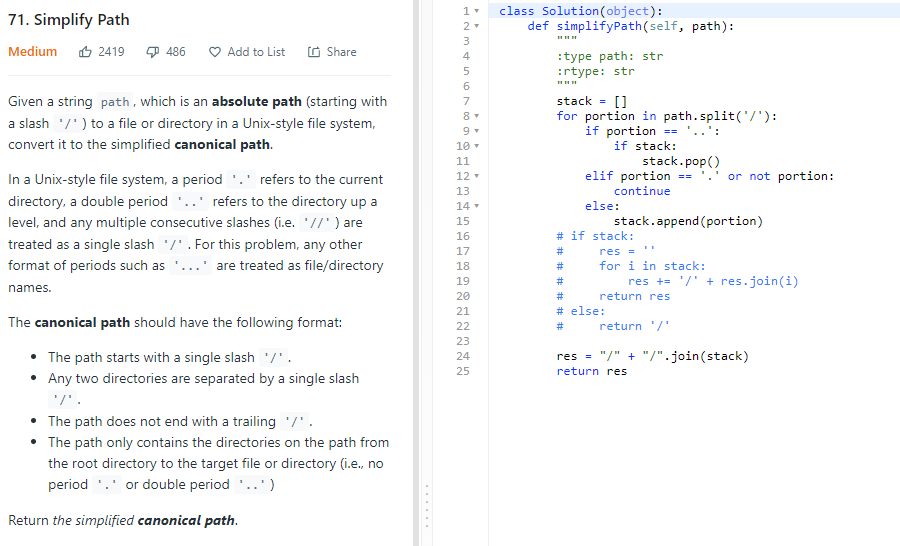 71. Simplify Path
Medium 2419 486 Add to List Share
Given a string path, which is an absolute path (starting with
a slash '/') to a file or directory in a Unix-style file system,
convert it to the simplified canonical path.
In a Unix-style file system, a period '.' refers to the current
directory, a double period '..' refers to the directory up a
level, and any multiple consecutive slashes (i.e. '//') are
treated as a single slash '/'. For this problem, any other
format of periods such as '...' are treated as file/directory
names.
The canonical path should have the following format:
• The path starts with a single slash '/'.
• Any two directories are separated by a single slash
'/'.
• The path does not end with a trailing '/'.
• The path only contains the directories on the path from
the root directory to the target file or directory (i.e., no
period '.' or double period '..')
Return the simplified canonical path.
1 class Solution(object):
2     def simplifyPath(self, path):
3         """
4         :type path: str
5         :rtype: str
6         """
7         stack = []
8         for portion in path.split('/'):
9             if portion == '..':
10                 if stack:
11                     stack.pop()
12             elif portion == '.' or not portion:
13                 continue
14             else:
15                 stack.append(portion)
16         # if stack:
17         #     res = ''
18         #     for i in stack:
19         #         res += '/' + res.join(i)
20         #     return res
21         # else:
22         #     return '/'
23
24         res = "/" + "/".join(stack)
25         return res